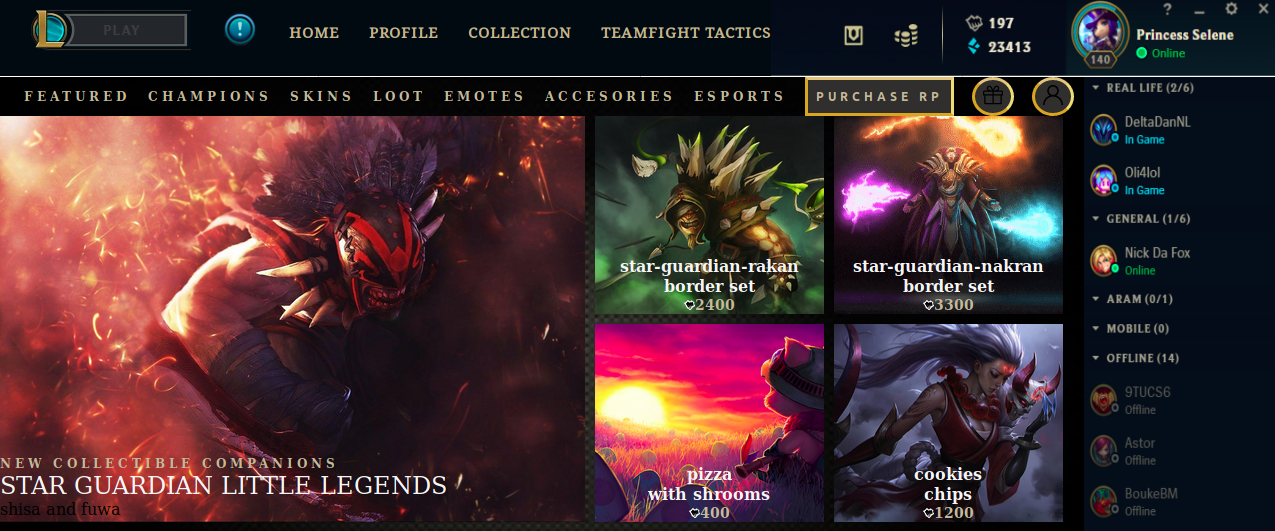 PLAY
!
HOME PROFILE COLLECTION TEAMFIGHT TACTICS
197
23413
?
140
Princess Selene
Online
FEATURED CHAMPIONS SKINS LOOT EMOTES ACCESORIES ESPORTS PURCHASE RP
NEW COLLECTIBLE COMPANIONS
STAR GUARDIAN LITTLE LEGENDS
shisa and fuwa
star-guardian-rakan
border set
2400
star-guardian-nakran
border set
3300
pizza
with shrooms
400
cookies
chips
1200
REAL LIFE (2/6)
DeltaDanNL
In Game
Oli4lol
In Game
GENERAL (1/6)
Nick Da Fox
Online
ARAM (0/1)
MOBILE (0)
OFFLINE (14)
9TUCS6
Offline
Astor
Offline
BoukeBM
Offline